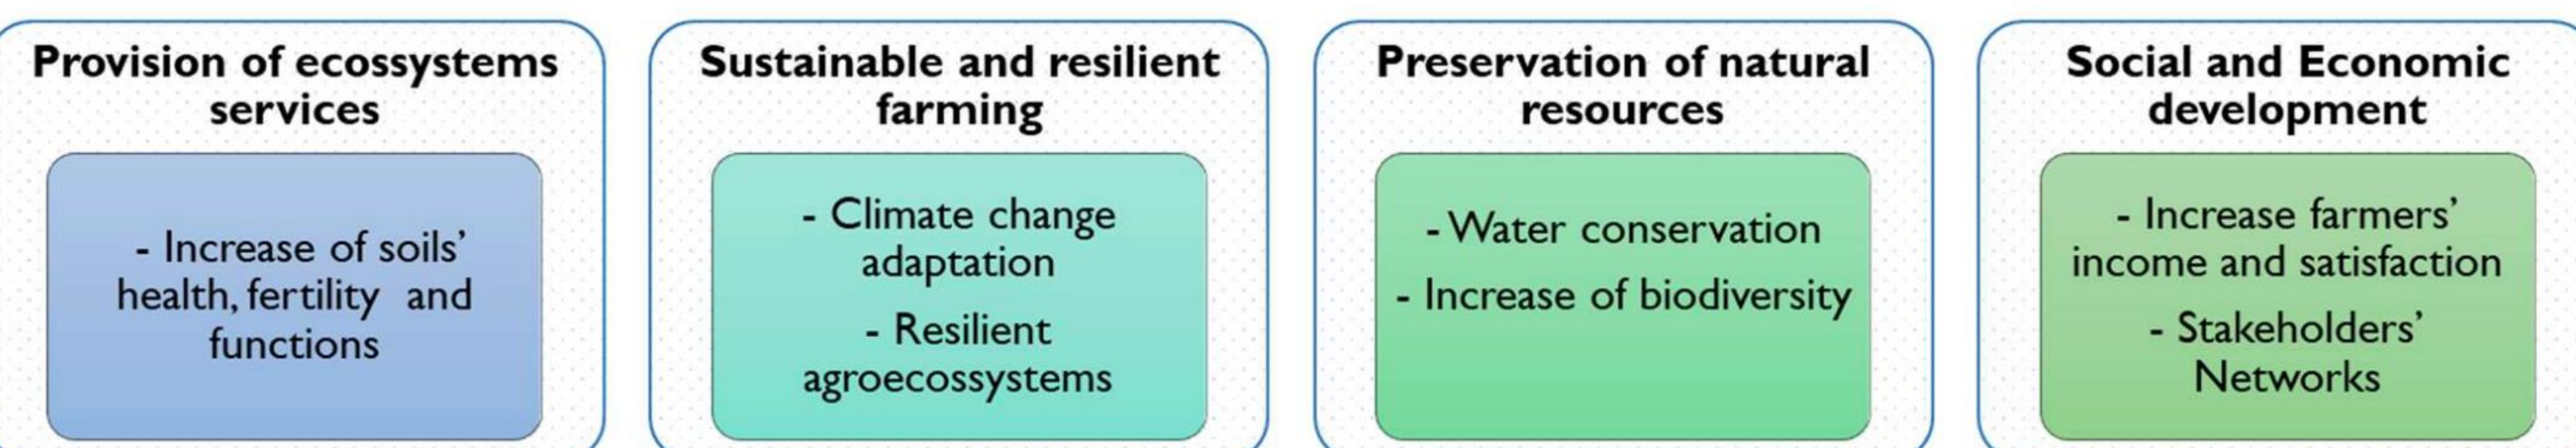 Provision of ecossystems
services
- Increase of soils’
health, fertility and
functions
Sustainable and resilient
farming
- Climate change
adaptation
- Resilient
agroecossystems
Preservation of natural
resources
- Water conservation
- Increase of biodiversity
Social and Economic
development
- Increase farmers’
income and satisfaction
- Stakeholders’
Networks